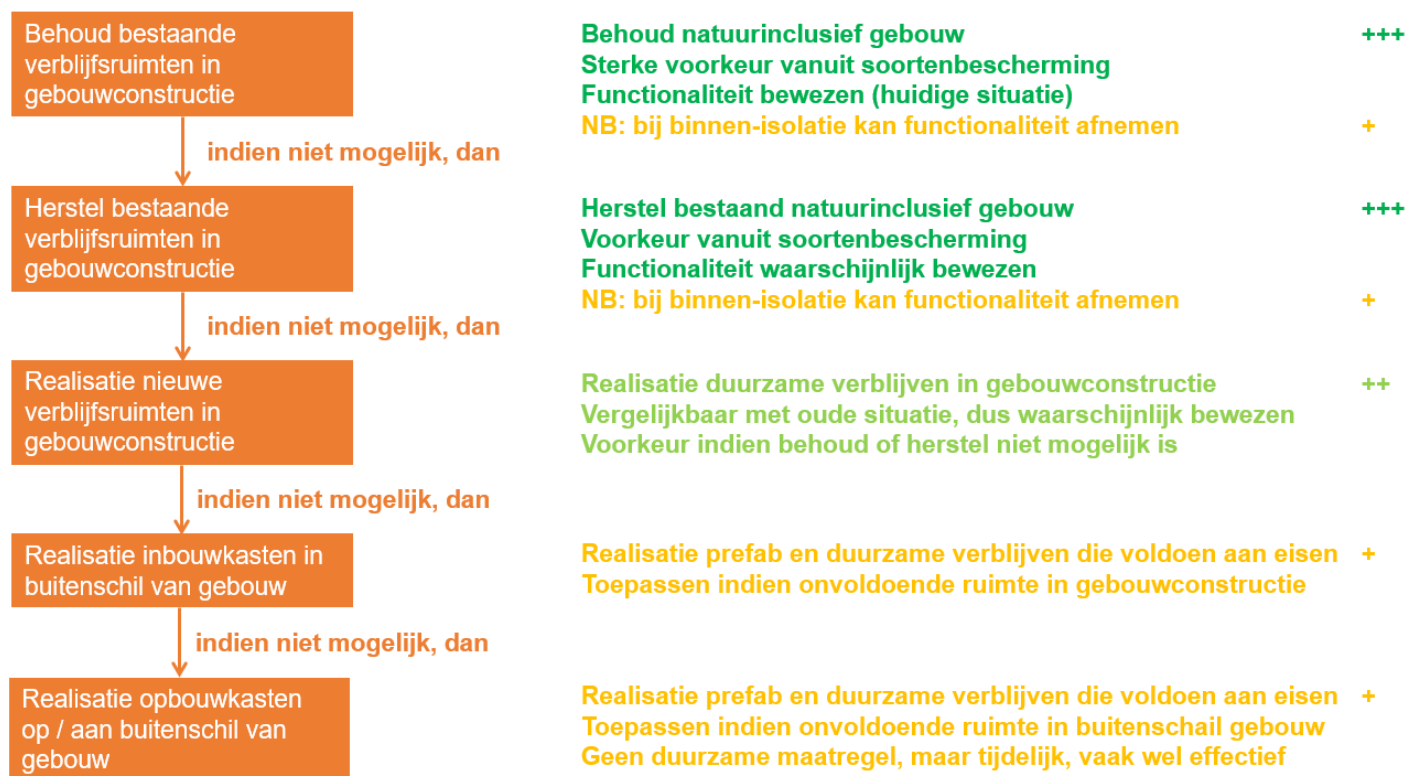 Behoud bestaande
verblijfsruimten in
gebouwconstructie
Behoud natuurinclusief gebouw +++
Sterke voorkeur vanuit soortenbescherming
Functionaliteit bewezen (huidige situatie)
NB: bij binnen-isolatie kan functionaliteit afnemen +
indien niet mogelijk, dan
Herstel bestaande
verblijfsruimten in
gebouwconstructie
Herstel bestaand natuurinclusief gebouw +++
Voorkeur vanuit soortenbescherming
Functionaliteit waarschijnlijk bewezen
NB: bij binnen-isolatie kan functionaliteit afnemen +
indien niet mogelijk, dan
Realisatie nieuwe
verblijfsruimten in
gebouwconstructie
Realisatie duurzame verblijven in gebouwconstructie ++
Vergelijkbaar met oude situatie, dus waarschijnlijk bewezen
Voorkeur indien behoud of herstel niet mogelijk is
indien niet mogelijk, dan
Realisatie inbouwkasten in
buitenschil van gebouw
Realisatie prefab en duurzame verblijven die voldoen aan eisen +
Toepassen indien onvoldoende ruimte in gebouwconstructie
indien niet mogelijk, dan
Realisatie opbouwkasten
op / aan buitenschil van
gebouw
Realisatie prefab en duurzame verblijven die voldoen aan eisen +
Toepassen indien onvoldoende ruimte in buitenschail gebouw
Geen duurzame maatregel, maar tijdelijk, vaak wel effectief